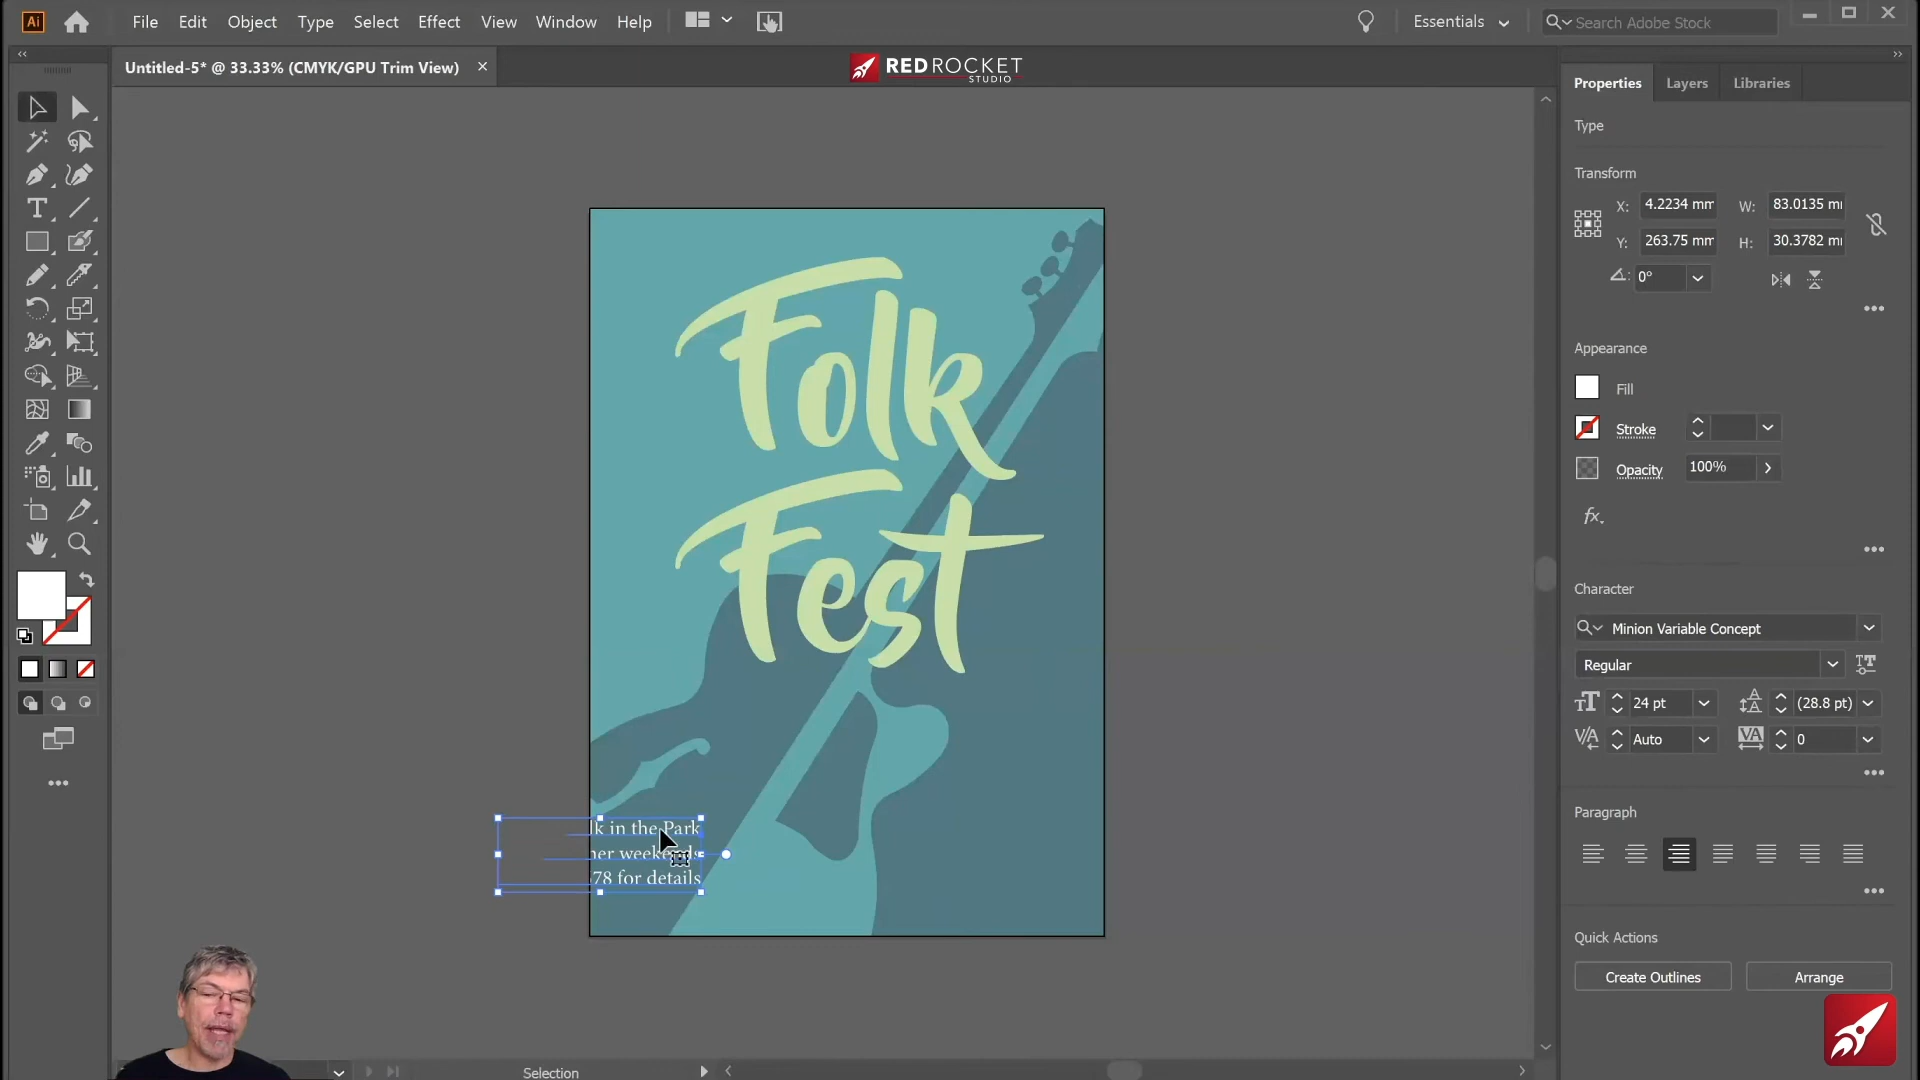 Ai
File Edit Object Type Select Effect View Window Help
Essentials
Search Adobe Stock
Untitled-5* @ 33.33% (CMYK/GPU Trim View)
REDROCKET
STUDIO
Properties Layers Libraries
Type
Transform
X: 4.2234 mm W: 83.0135 m
Y: 263.75 mm H: 30.3782 m
0°
Appearance
Fill
Stroke
Opacity 100%
fx
Character
Minion Variable Concept
Regular
24 pt (28.8 pt)
Auto 0
Paragraph
Quick Actions
Create Outlines Arrange
Folk
Fest
lk in the Park
ner weekends
78 for details
Selection